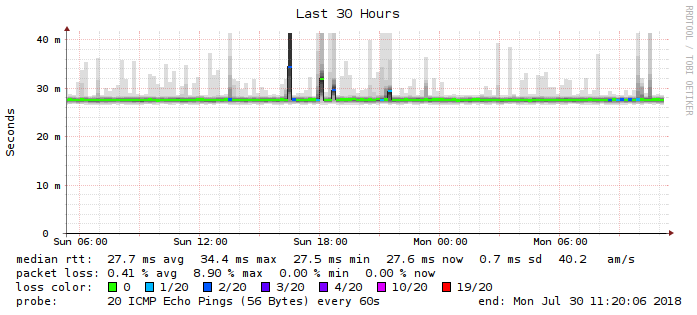 Last 30 Hours
RRDTOOL / TOBI OETIKER
Seconds
40 m
30 m
20 m
10 m
0
Sun 06:00 Sun 12:00 Sun 18:00 Mon 00:00 Mon 06:00
median rtt: 27.7 ms avg 34.4 ms max 27.5 ms min 27.6 ms now 0.7 ms sd 40.2 am/s
packet loss: 0.41 % avg 8.90 % max 0.00 % min 0.00 % now
loss color: 0 1/20 2/20 3/20 4/20 10/20 19/20
probe: 20 ICMP Echo Pings (56 Bytes) every 60s end: Mon Jul 30 11:20:06 2018